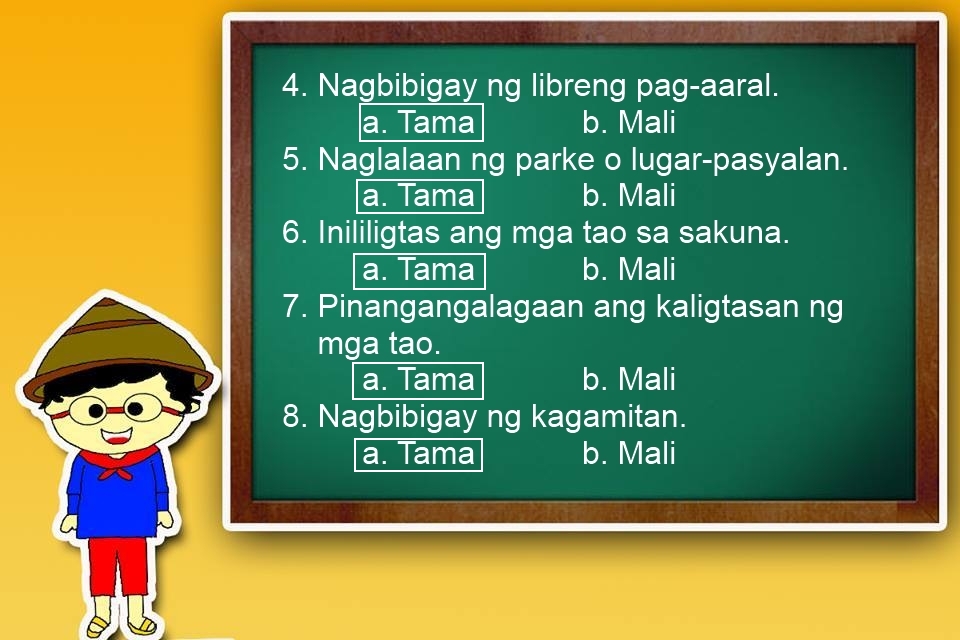 4. Nagbibigay ng libreng pag-aaral.
a. Tama b. Mali
5. Naglalaan ng parke o lugar-pasyalan.
a. Tama b. Mali
6. Inililigtas ang mga tao sa sakuna.
a. Tama b. Mali
7. Pinangangalagaan ang kaligtasan ng
mga tao.
a. Tama b. Mali
8. Nagbibigay ng kagamitan.
a. Tama b. Mali